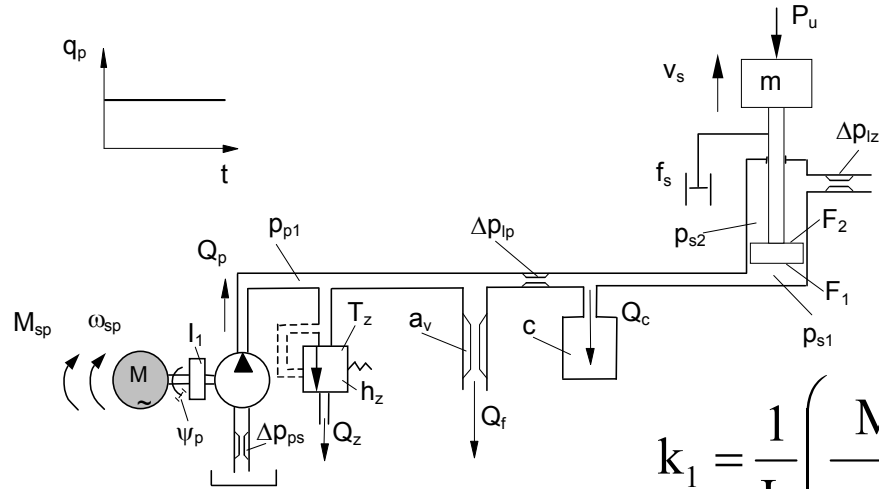 q_p
t
P_u
v_s
m
Δp_lz
f_s
p_s2
F_2
F_1
p_s1
Δp_lp
p_p1
Q_p
M_sp
ω_sp
I_1
M
~
ψ_p
Δp_ps
T_z
h_z
Q_z
a_v
Q_f
c
Q_c
k_1 = 1